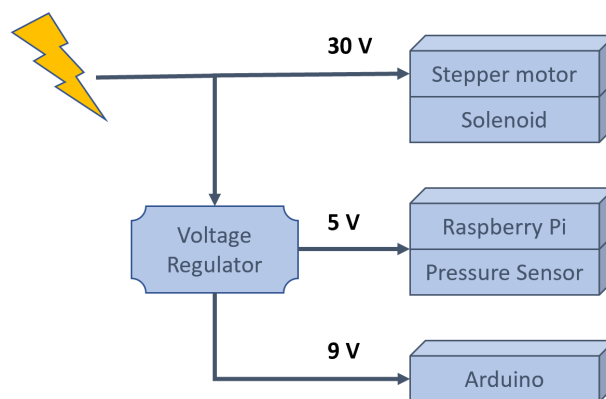 30 V
Stepper motor
Solenoid
Voltage
Regulator
5 V
Raspberry Pi
Pressure Sensor
9 V
Arduino